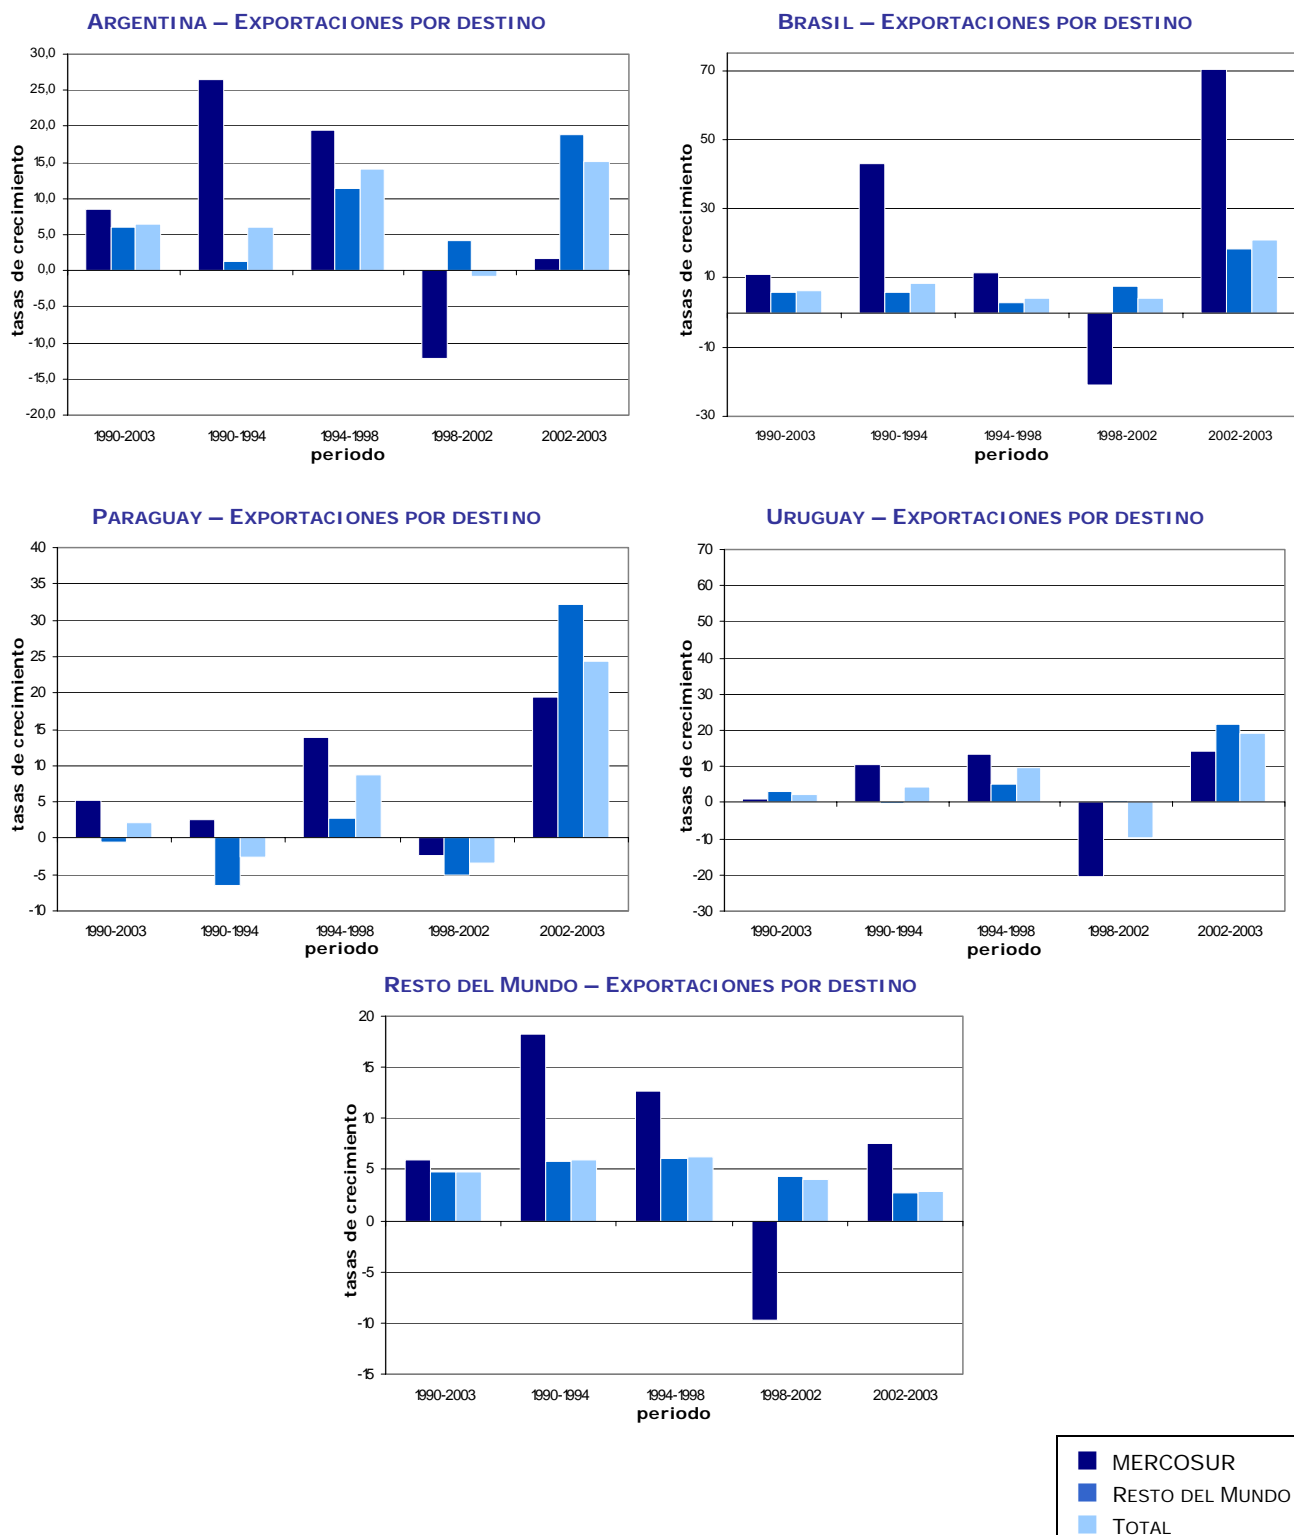 ARGENTINA – EXPORTACIONES POR DESTINO
30,0
25,0
20,0
15,0
10,0
5,0
0,0
-5,0
-10,0
-15,0
-20,0
tasas de crecimiento
1990-2003 1990-1994 1994-1998 1998-2002 2002-2003
periodo
BRASIL – EXPORTACIONES POR DESTINO
70
50
30
10
-10
-30
tasas de crecimiento
1990-2003 1990-1994 1994-1998 1998-2002 2002-2003
periodo
PARAGUAY – EXPORTACIONES POR DESTINO
40
35
30
25
20
15
10
5
0
-5
-10
tasas de crecimiento
1990-2003 1990-1994 1994-1998 1998-2002 2002-2003
periodo
URUGUAY – EXPORTACIONES POR DESTINO
70
60
50
40
30
20
10
0
-10
-20
-30
tasas de crecimiento
1990-2003 1990-1994 1994-1998 1998-2002 2002-2003
periodo
RESTO DEL MUNDO – EXPORTACIONES POR DESTINO
20
15
10
5
0
-5
-10
-15
tasas de crecimiento
1990-2003 1990-1994 1994-1998 1998-2002 2002-2003
periodo
MERCOSUR
RESTO DEL MUNDO
TOTAL